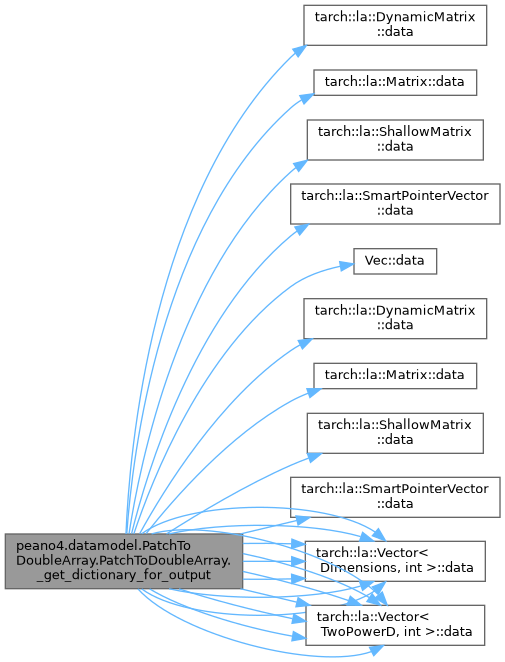 tarch::la::DynamicMatrix
::data
tarch::la::Matrix::data
tarch::la::ShallowMatrix
::data
tarch::la::SmartPointerVector
::data
Vec::data
tarch::la::DynamicMatrix
::data
tarch::la::Matrix::data
tarch::la::ShallowMatrix
::data
tarch::la::SmartPointerVector
::data
peano4.datamodel.PatchTo
DoubleArray.PatchToDoubleArray.
_get_dictionary_for_output
tarch::la::Vector<
Dimensions, int >::data
tarch::la::Vector<
TwoPowerD, int >::data